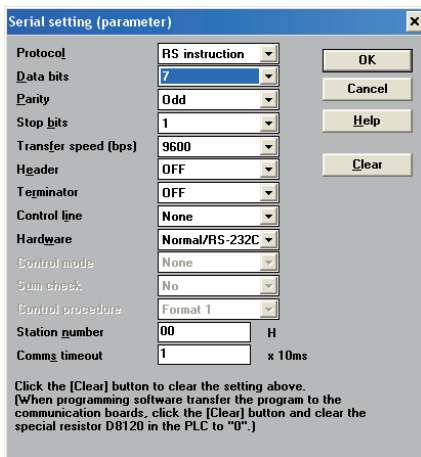 Serial setting (parameter)
Protocol RS instruction OK
Data bits 7
Cancel
Parity Odd
Stop bits 1 Help
Transfer speed (bps) 9600
Header OFF Clear
Terminator OFF
Control line None
Hardware Normal/RS-232C
Control mode None
Sum check No
Control procedure Format 1
Station number 00 H
Comms timeout 1 x 10ms
Click the [Clear] button to clear the setting above.
(When programming software transfer the program to the
communication boards, click the [Clear] button and clear the
special resistor D8120 in the PLC to "0".)